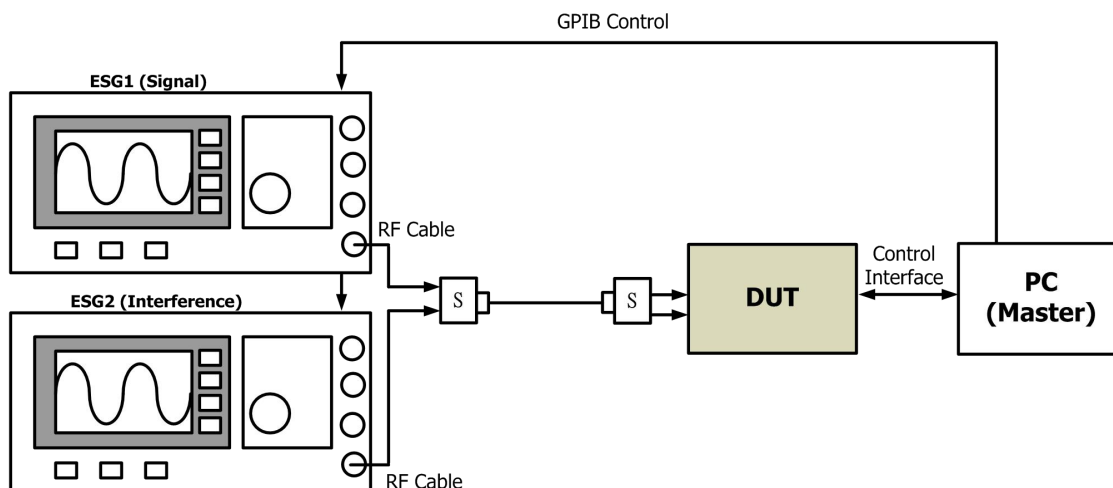 GPIB Control
ESG1 (Signal)
RF Cable
ESG2 (Interference)
S
S
DUT
Control
Interface
PC
(Master)
RF Cable